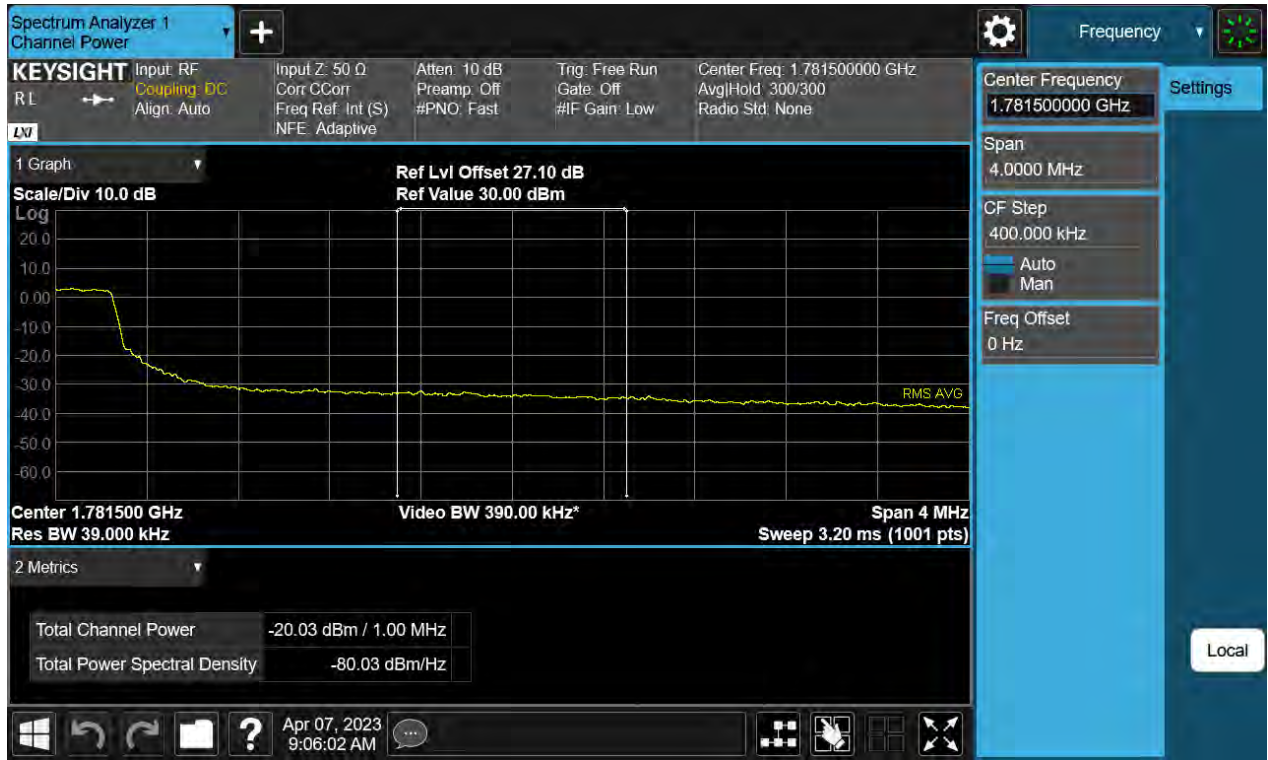 Spectrum Analyzer 1
Channel Power
Frequency
KEYSIGHT
RL
LXI
Input: RF
Coupling: DC
Align: Auto
Input Z: 50 Ω
Corr CCorr
Freq Ref: Int (S)
NFE: Adaptive
Atten: 10 dB
Preamp: Off
#PNO: Fast
Trig: Free Run
Gate: Off
#IF Gain: Low
Center Freq: 1.781500000 GHz
Avg|Hold: 300/300
Radio Std: None
Center Frequency
1.781500000 GHz
Settings
Span
4.0000 MHz
CF Step
400.000 kHz
Auto
Man
Freq Offset
0 Hz
1 Graph
Ref Lvl Offset 27.10 dB
Scale/Div 10.0 dB
Ref Value 30.00 dBm
Log
20.0
10.0
0.00
-10.0
-20.0
-30.0
RMS AVG
-40.0
-50.0
-60.0
Center 1.781500 GHz
Video BW 390.00 kHz*
Span 4 MHz
Res BW 39.000 kHz
Sweep 3.20 ms (1001 pts)
2 Metrics
Total Channel Power -20.03 dBm / 1.00 MHz
Total Power Spectral Density -80.03 dBm/Hz
Local
?
Apr 07, 2023
9:06:02 AM